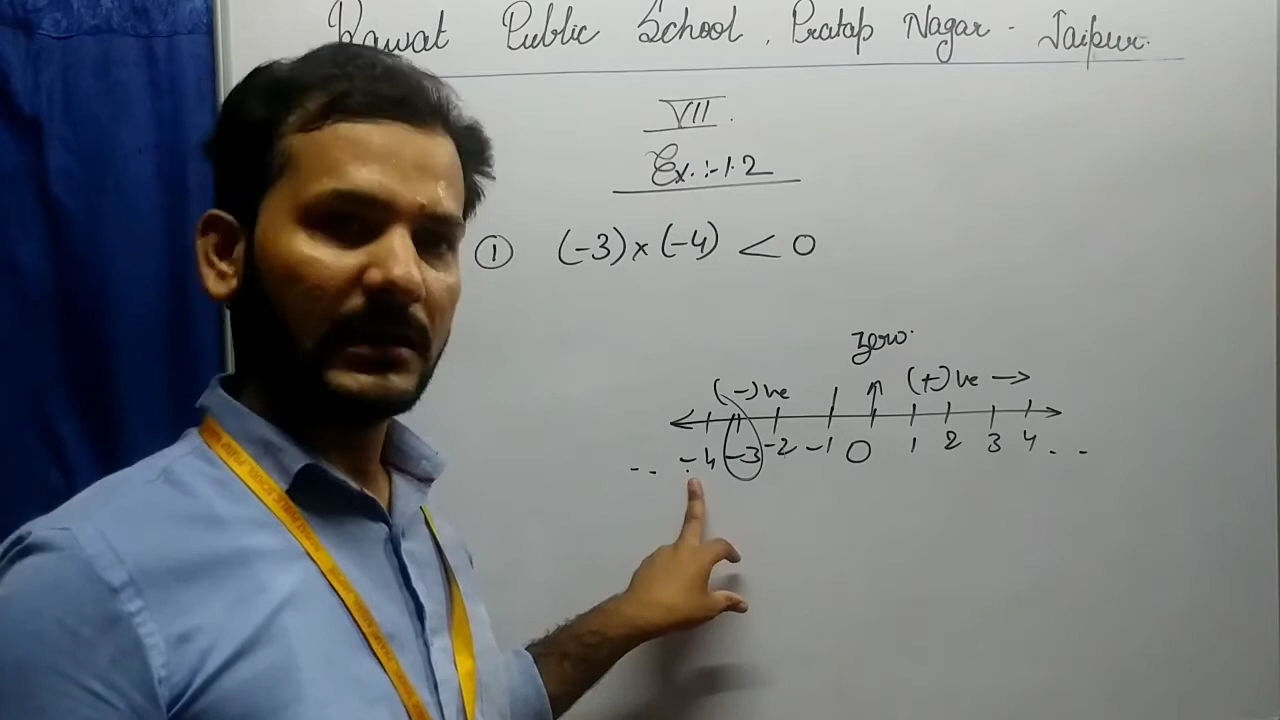 Rawat Public School, Pratap Nagar - Jaipur.
VII.
Ex. :- 1.2
① (-3) × (-4) < 0
zero.
(-)ve (+)ve →
-- -4 -3 -2 -1 0 1 2 3 4 . - -